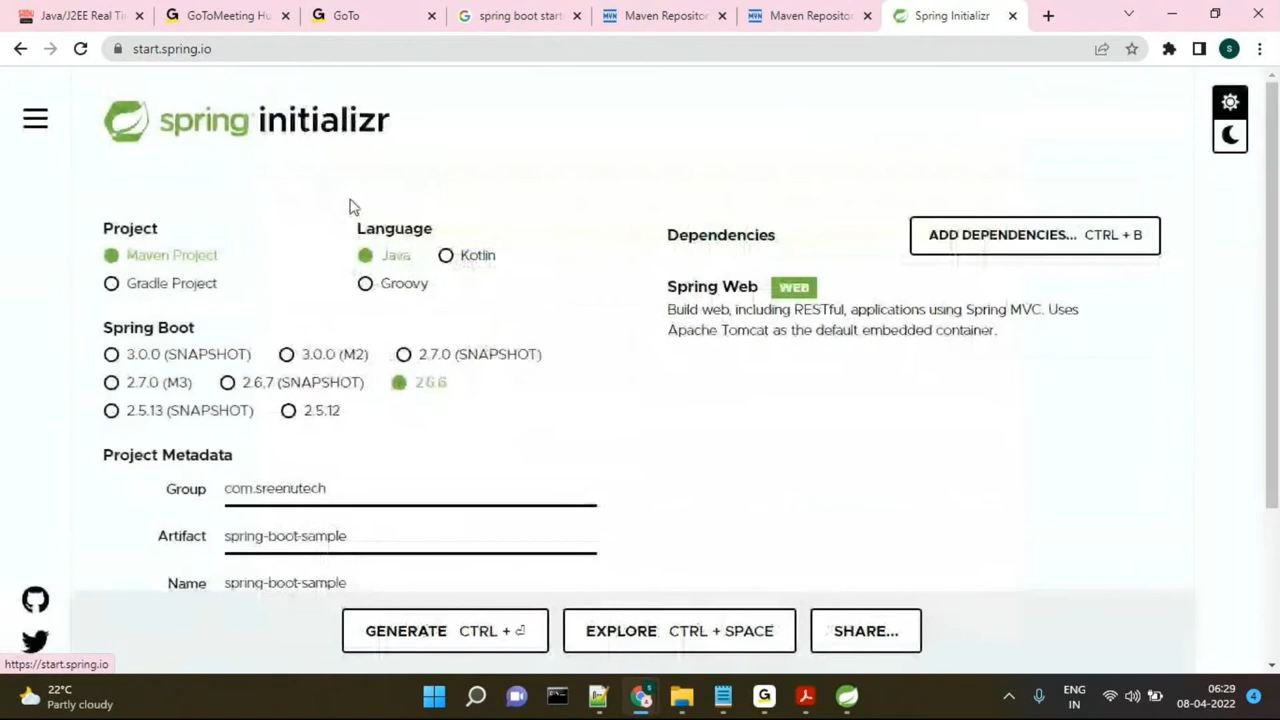 Java/J2EE Real Ti
GoToMeeting Hu
GoTo
spring boot start
Maven Repositor
Maven Repositor
Spring Initializr
start.spring.io
S
spring initializr
Project
Maven Project
Gradle Project
Language
Java
Kotlin
Groovy
Spring Boot
3.0.0 (SNAPSHOT)
3.0.0 (M2)
2.7.0 (SNAPSHOT)
2.7.0 (M3)
2.6.7 (SNAPSHOT)
2.6.6
2.5.13 (SNAPSHOT)
2.5.12
Project Metadata
Group com.sreenutech
Artifact spring-boot-sample
Name spring-boot-sample
Dependencies
ADD DEPENDENCIES... CTRL + B
Spring Web WEB
Build web, including RESTful, applications using Spring MVC. Uses
Apache Tomcat as the default embedded container.
GENERATE CTRL + ⏎
EXPLORE CTRL + SPACE
SHARE...
https://start.spring.io
22°C
Partly cloudy
ENG
IN
06:29
08-04-2022
4